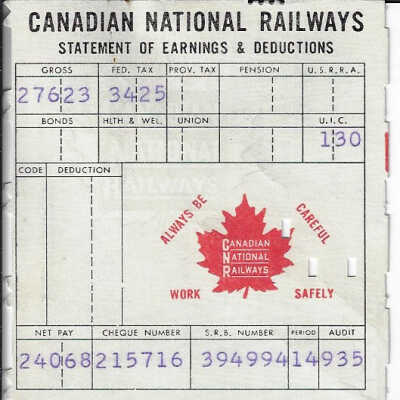 CANADIAN NATIONAL RAILWAYS
STATEMENT OF EARNINGS & DEDUCTIONS
GROSS FED. TAX PROV. TAX PENSION U.S.R.R.A.
27623 3425
BONDS HLTH & WEL. UNION U.I.C.
130
CODE DEDUCTION
ALWAYS BE CAREFUL
CANADIAN
NATIONAL
RAILWAYS
WORK SAFELY
NET PAY CHEQUE NUMBER S.R.B. NUMBER PERIOD AUDIT
24068 215716 394994 14 935